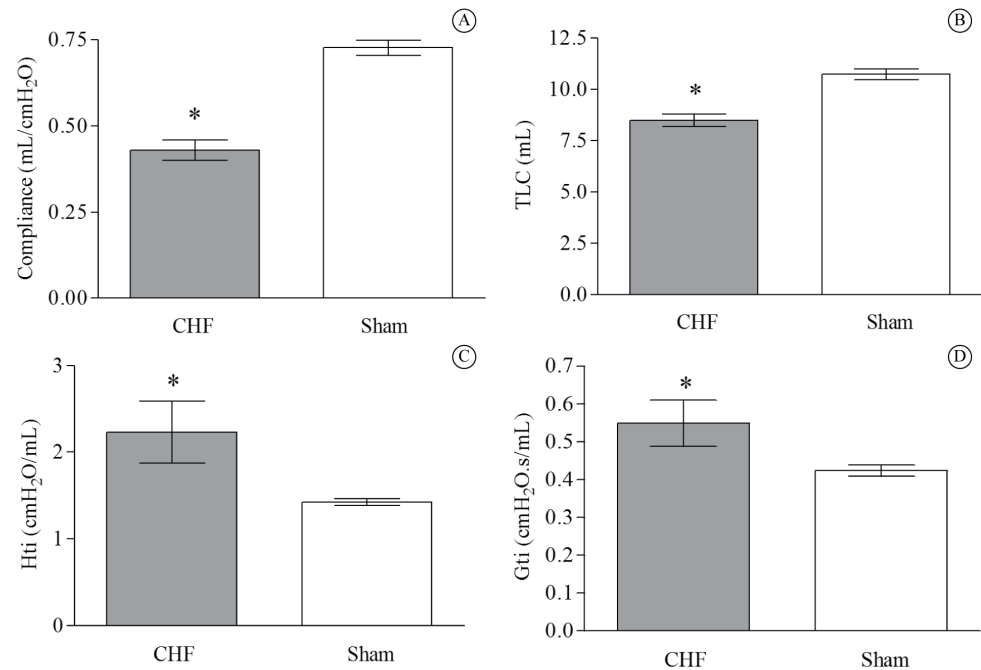 A
Compliance (mL/cmH₂O)
0.75
0.50
0.25
0.00
*
CHF
Sham
B
TLC (mL)
12.5
10.0
7.5
5.0
2.5
0.0
*
CHF
Sham
C
Hti (cmH₂O/mL)
3
2
1
0
*
CHF
Sham
D
Gti (cmH₂O.s/mL)
0.7
0.6
0.5
0.4
0.3
0.2
0.1
0.0
*
CHF
Sham